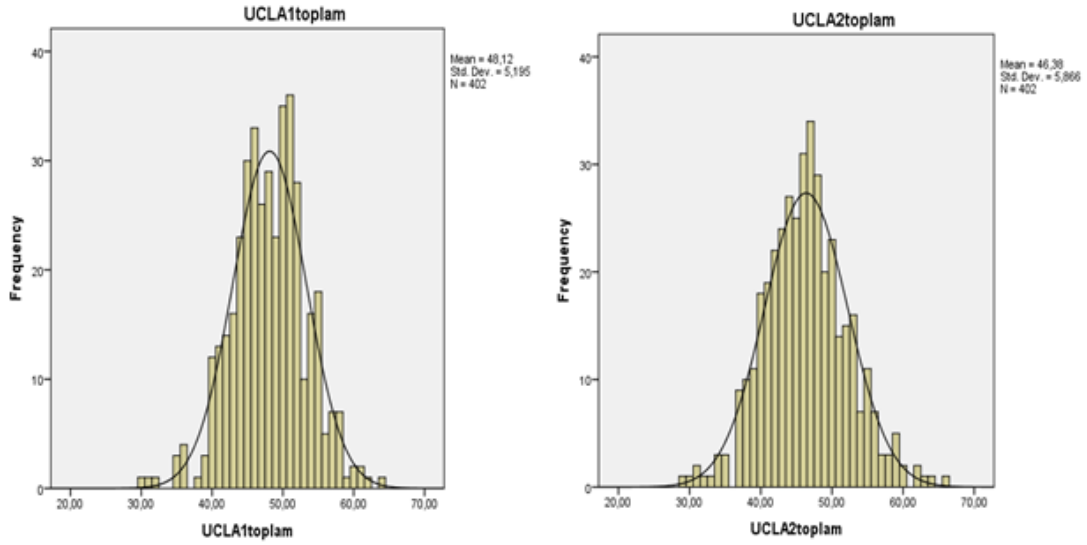 UCLA1toplam
Mean = 48,12
Std. Dev. = 5,195
N = 402
40
30
20
10
0
Frequency
20,00 30,00 40,00 50,00 60,00 70,00
UCLA1toplam
UCLA2toplam
Mean = 46,38
Std. Dev. = 5,866
N = 402
40
30
20
10
0
Frequency
20,00 30,00 40,00 50,00 60,00 70,00
UCLA2toplam